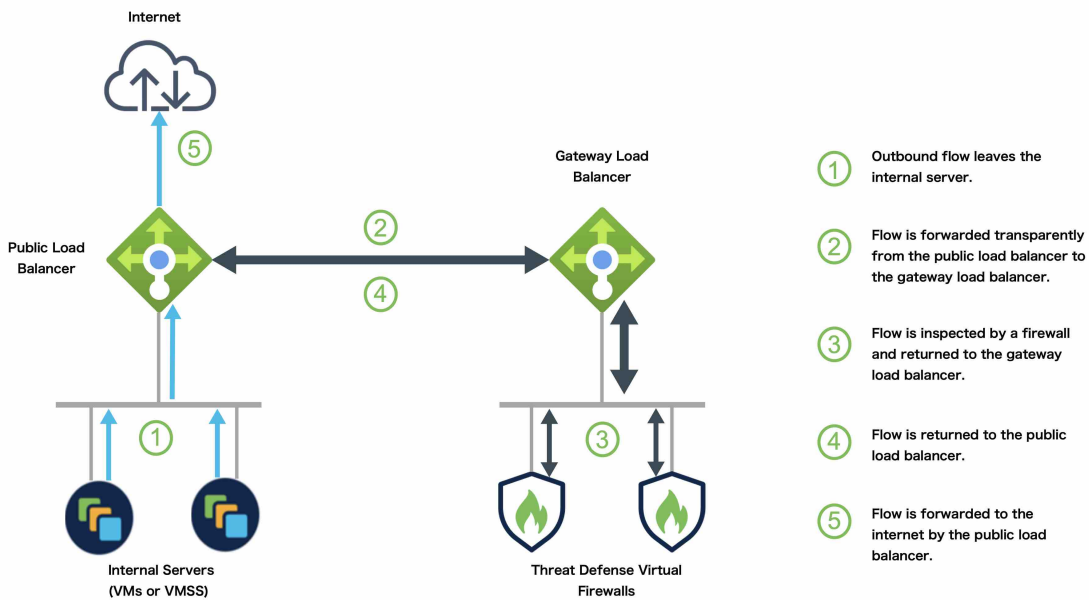 Internet
5
Gateway Load
Balancer
Public Load
Balancer
2
4
1
3
Internal Servers
(VMs or VMSS)
Threat Defense Virtual
Firewalls
1
Outbound flow leaves the
internal server.
2
Flow is forwarded transparently
from the public load balancer to
the gateway load balancer.
3
Flow is inspected by a firewall
and returned to the gateway
load balancer.
4
Flow is returned to the public
load balancer.
5
Flow is forwarded to the
internet by the public load
balancer.